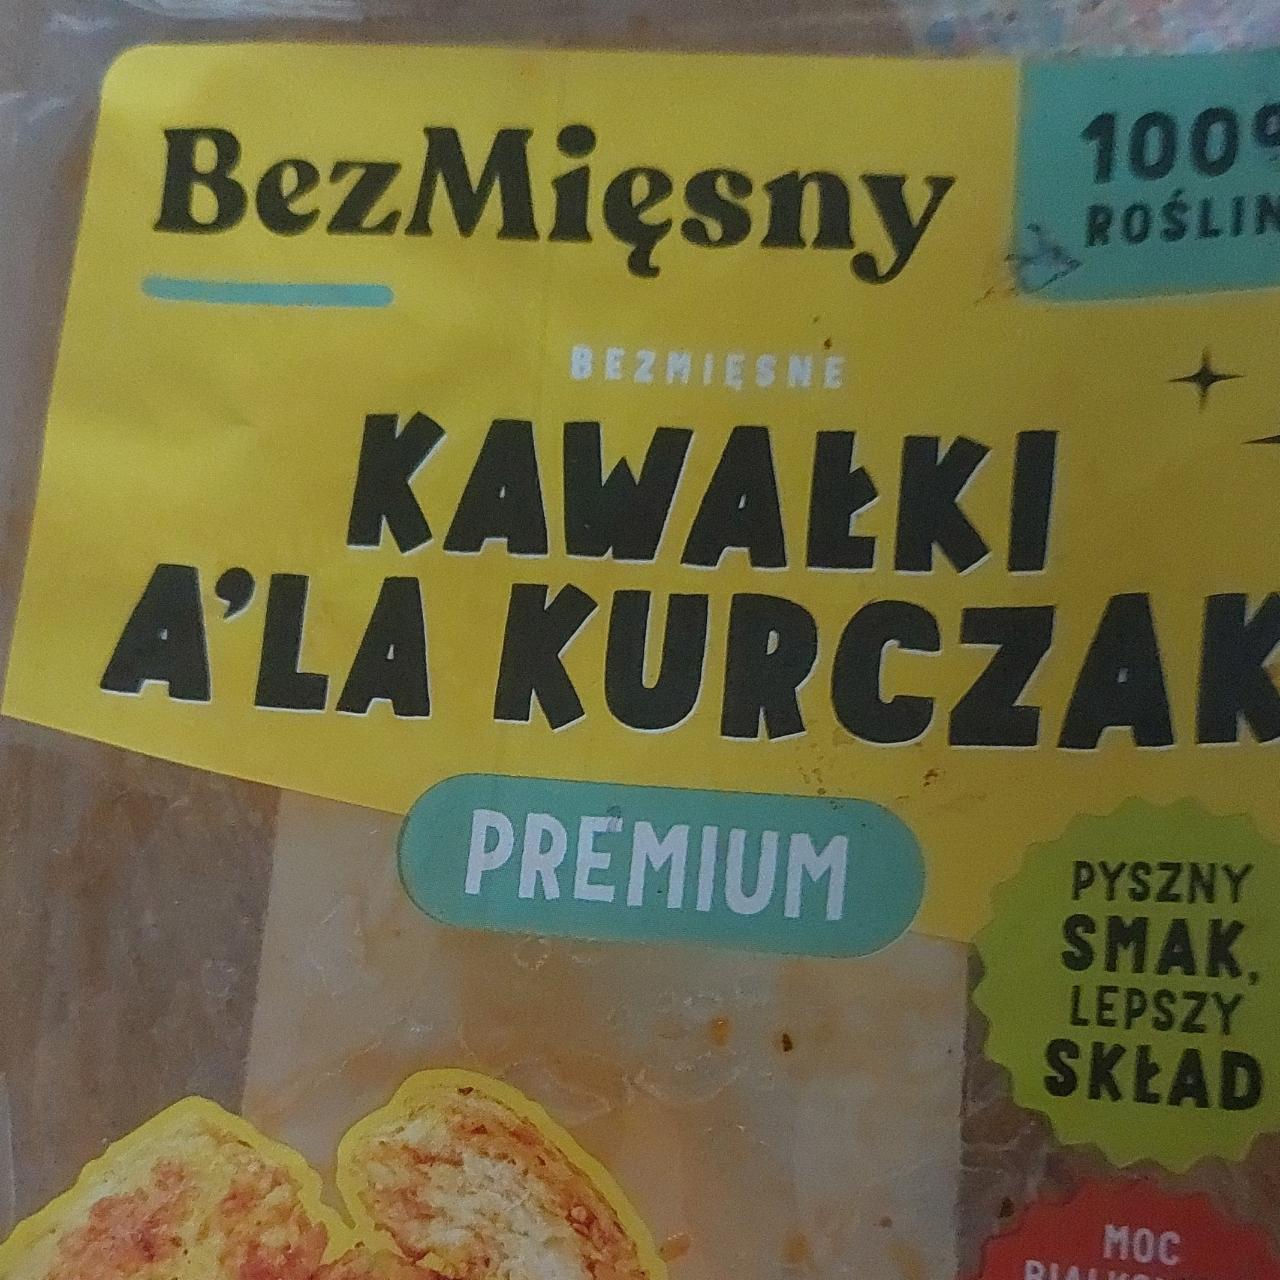 BezMięsny
100%
ROŚLIN
BEZMIĘSNE
KAWAŁKI
A'LA KURCZAK
PREMIUM
PYSZNY
SMAK,
LEPSZY
SKŁAD
MOC